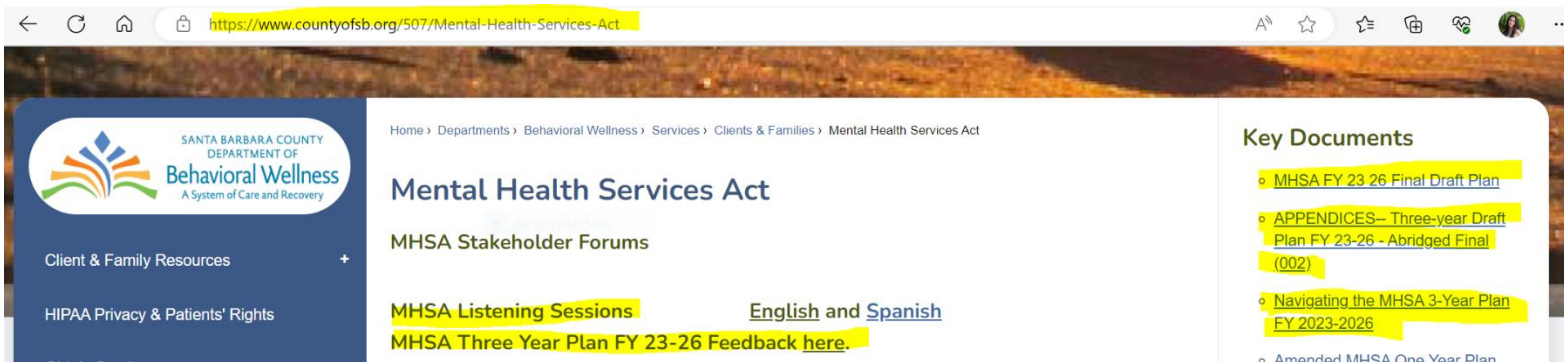 https://www.countyofsb.org/507/Mental-Health-Services-Act
SANTA BARBARA COUNTY
DEPARTMENT OF
Behavioral Wellness
A System of Care and Recovery
Client & Family Resources +
HIPAA Privacy & Patients' Rights
Home › Departments › Behavioral Wellness › Services › Clients & Families › Mental Health Services Act
Mental Health Services Act
MHSA Stakeholder Forums
MHSA Listening Sessions English and Spanish
MHSA Three Year Plan FY 23-26 Feedback here.
Key Documents
MHSA FY 23 26 Final Draft Plan
APPENDICES-- Three-year Draft
Plan FY 23-26 - Abridged Final
(002)
Navigating the MHSA 3-Year Plan
FY 2023-2026
Amended MHSA One Year Plan